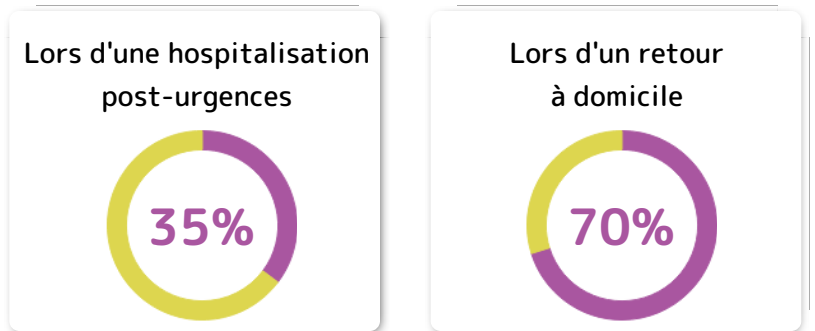 Lors d'une hospitalisation
post-urgences
35%
Lors d'un retour
à domicile
70%